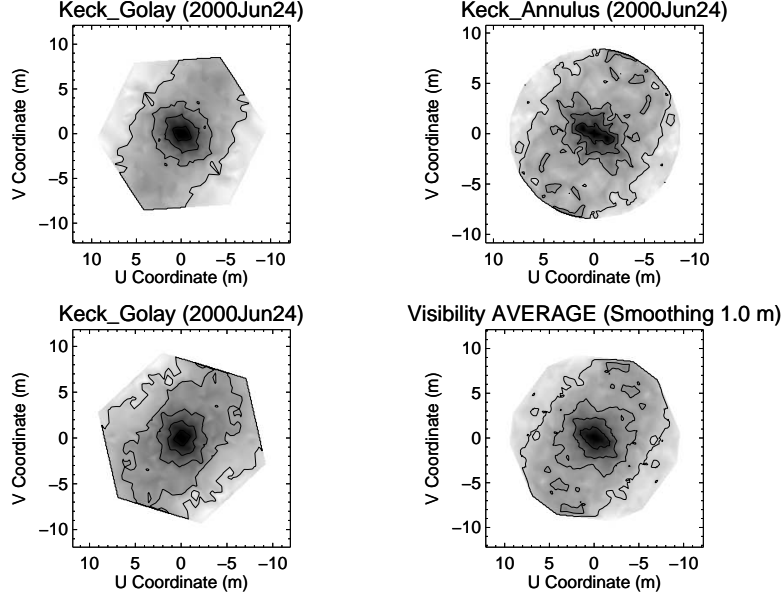 Keck_Golay (2000Jun24)
10
5
0
−5
−10
V Coordinate (m)
10 5 0 −5 −10
U Coordinate (m)
Keck_Annulus (2000Jun24)
10
5
0
−5
−10
V Coordinate (m)
10 5 0 −5 −10
U Coordinate (m)
Keck_Golay (2000Jun24)
10
5
0
−5
−10
V Coordinate (m)
10 5 0 −5 −10
U Coordinate (m)
Visibility AVERAGE (Smoothing 1.0 m)
10
5
0
−5
−10
V Coordinate (m)
10 5 0 −5 −10
U Coordinate (m)